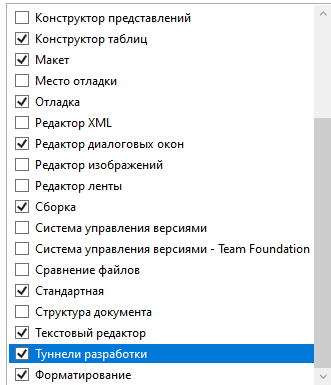 Конструктор представлений
Конструктор таблиц
Макет
Место отладки
Отладка
Редактор XML
Редактор диалоговых окон
Редактор изображений
Редактор ленты
Сборка
Система управления версиями
Система управления версиями - Team Foundation
Сравнение файлов
Стандартная
Структура документа
Текстовый редактор
Туннели разработки
Форматирование